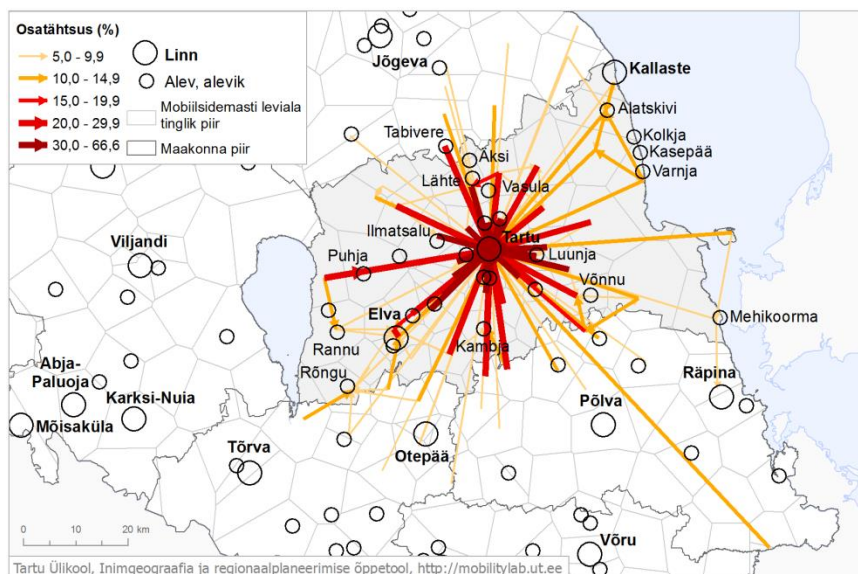 Osatähtsus (%)
5,0 - 9,9
10,0 - 14,9
15,0 - 19,9
20,0 - 29,9
30,0 - 66,6
Linn
Alev, alevik
Mobiilsidemasti leviala
tinglik piir
Maakonna piir
Jõgeva
Kallaste
Alatskivi
Kolkja
Kasepää
Varnja
Tabivere
Äksi
Lähte
Vasula
Ilmatsalu
Tartu
Luunja
Viljandi
Puhja
Võnnu
Mehikoorma
Elva
Rannu
Kambja
Rõngu
Abja-
Paluoja
Karksi-Nuia
Mõisaküla
Räpina
Põlva
Otepää
Tõrva
Võru
0 10 20 km
Tartu Ülikool, Inimgeograafia ja regionaalplaneerimise õppetool, http://mobilitylab.ut.ee